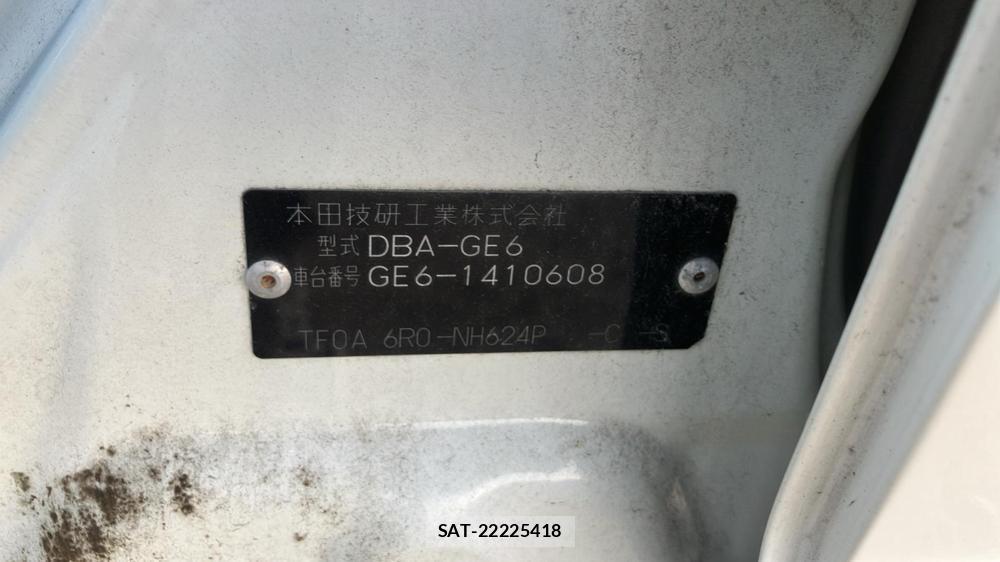 本田技研工業株式会社
型式 DBA-GE6
車台番号 GE6-1410608
TF0A 6R0-NH624P -C -S
SAT-22225418